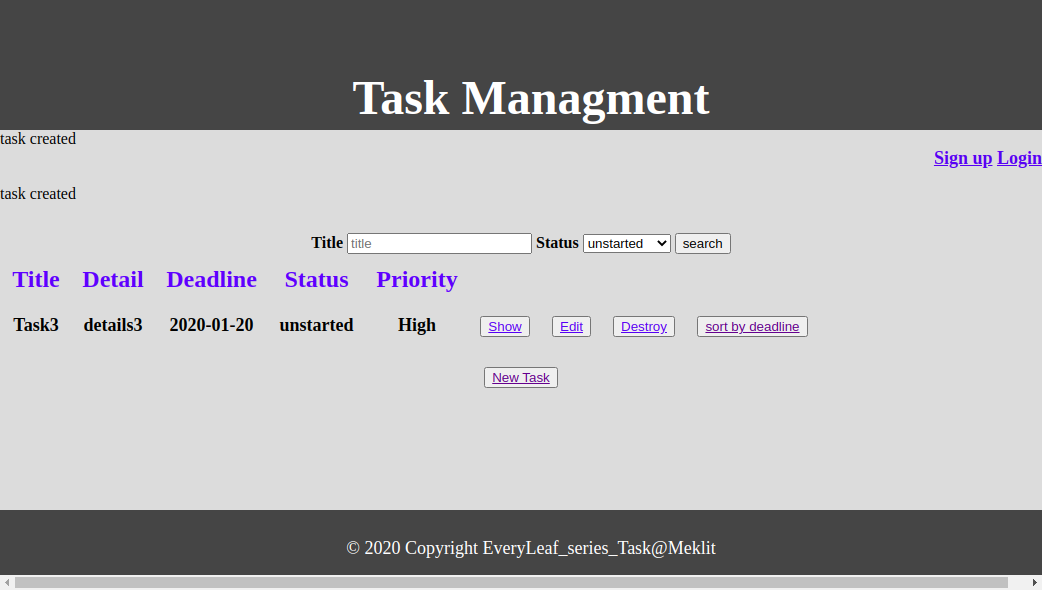 Task Managment
task created
Sign up Login
task created
Title title Status unstarted search
Title Detail Deadline Status Priority
Task3 details3 2020-01-20 unstarted High Show Edit Destroy sort by deadline
New Task
© 2020 Copyright EveryLeaf_series_Task@Meklit